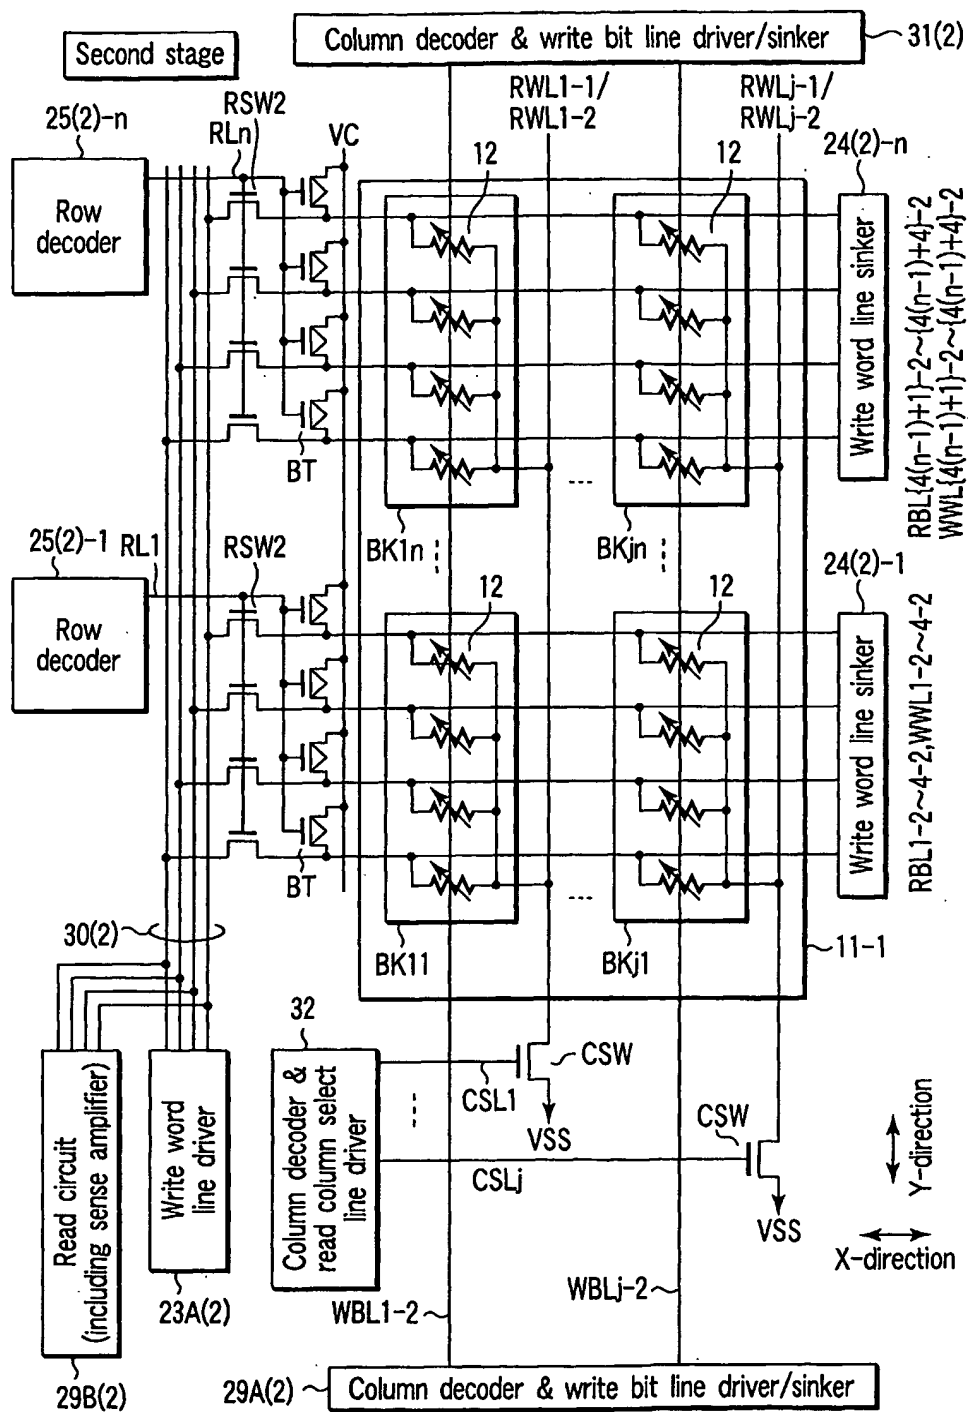 Second stage
Column decoder & write bit line driver/sinker
31(2)
25(2)-n
RSW2
RLn
VC
RWL1-1/
RWL1-2
RWLj-1/
RWLj-2
12
12
24(2)-n
Row
decoder
Write word line sinker
RBL{4(n-1)+1}-2~{4(n-1)+4}-2
WWL{4(n-1)+1}-2~{4(n-1)+4}-2
BT
BK1n
BKjn
25(2)-1
RL1
RSW2
12
12
24(2)-1
Row
decoder
Write word line sinker
RBL1-2~4-2,WWL1-2~4-2
BT
30(2)
BK11
BKj1
11-1
32
Read circuit
(including sense amplifier)
Write word
line driver
Column decoder &
read column select
line driver
CSL1
CSW
VSS
CSLj
CSW
VSS
Y-direction
X-direction
23A(2)
WBL1-2
WBLj-2
29B(2)
29A(2)
Column decoder & write bit line driver/sinker